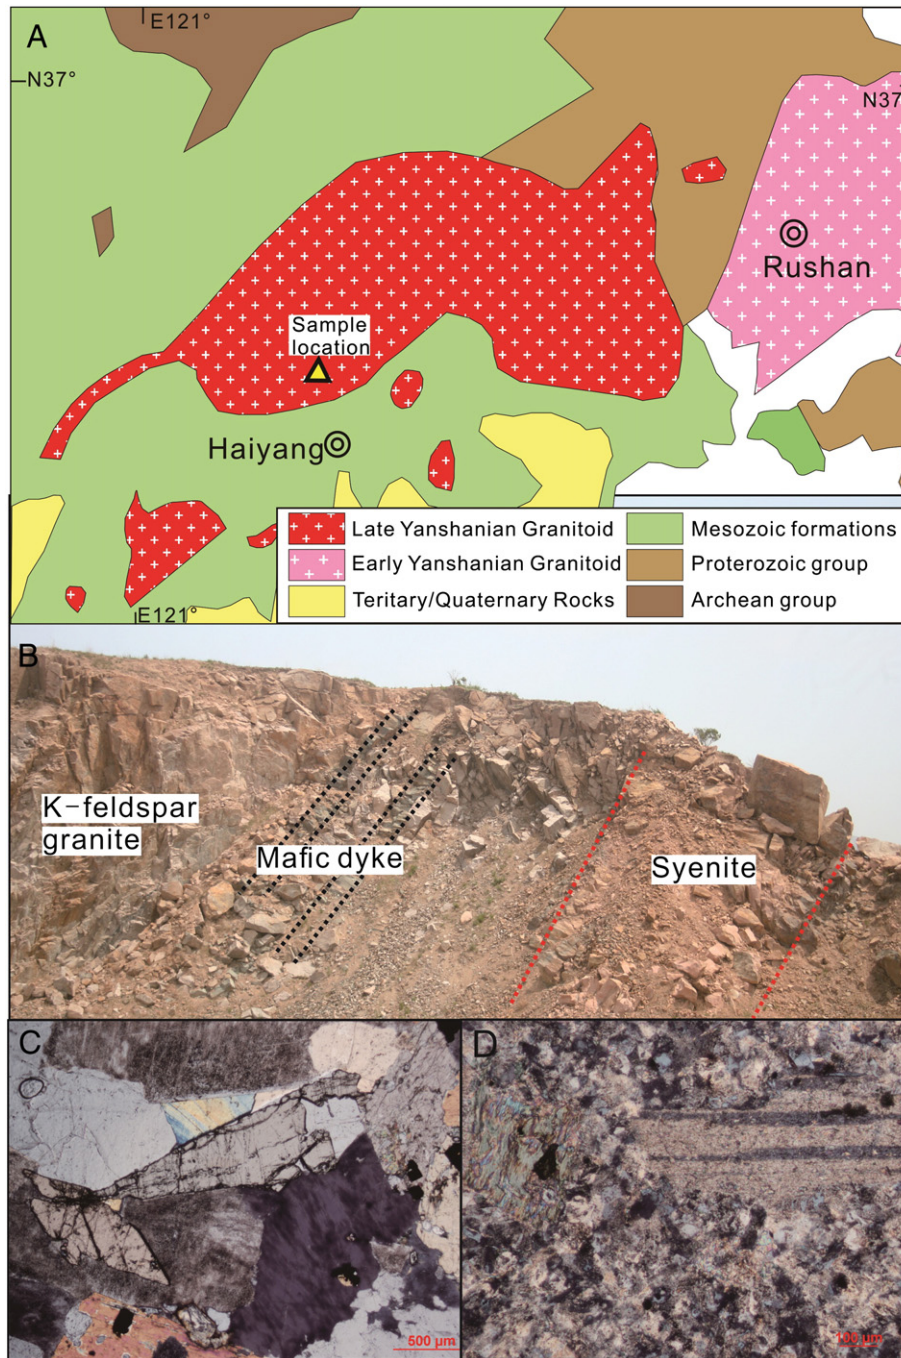 A
E121°
N37°
N37
Rushan
Sample
location
Haiyang
Late Yanshanian Granitoid
Mesozoic formations
Early Yanshanian Granitoid
Proterozoic group
Teritary/Quaternary Rocks
Archean group
E121°
B
K-feldspar
granite
Mafic dyke
Syenite
C
D
500 μm
100 μm